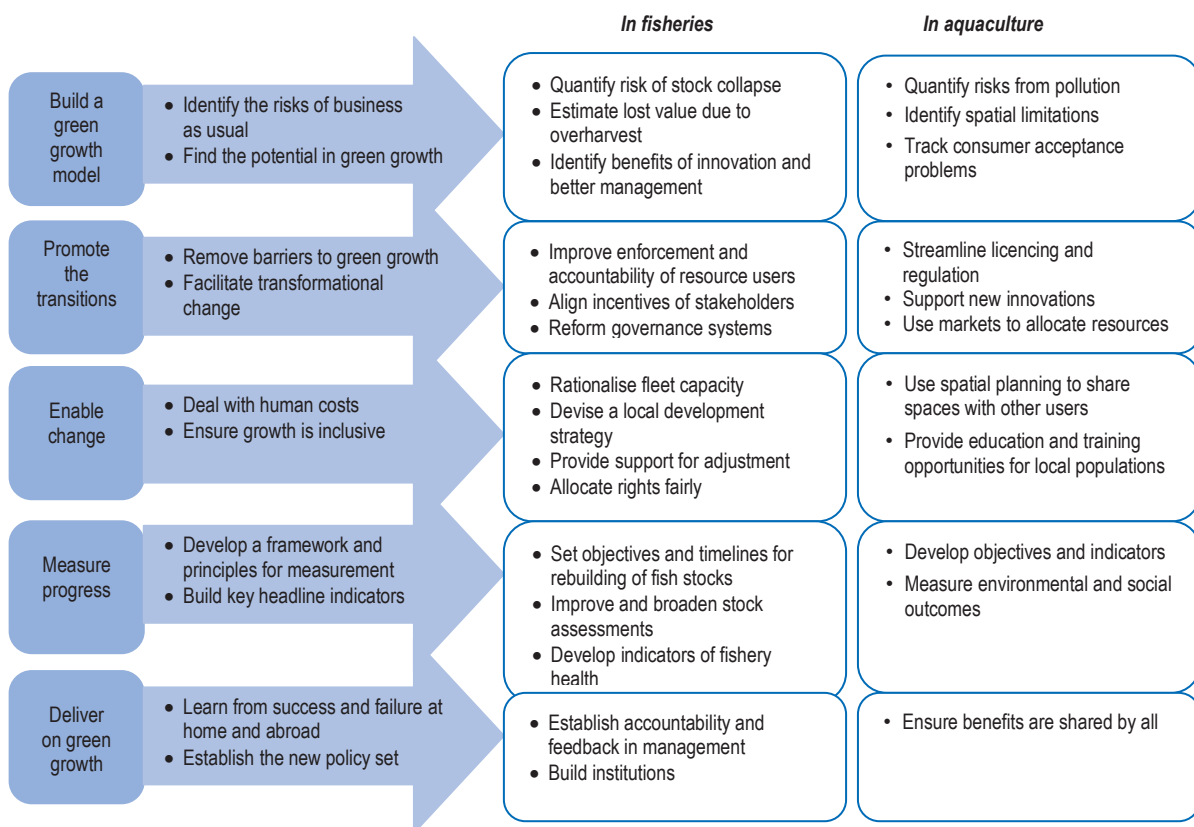 In fisheries
In aquaculture
Build a
green
growth
model
• Identify the risks of business
as usual
• Find the potential in green growth
• Quantify risk of stock collapse
• Estimate lost value due to
overharvest
• Identify benefits of innovation and
better management
• Quantify risks from pollution
• Identify spatial limitations
• Track consumer acceptance
problems
Promote
the
transitions
• Remove barriers to green growth
• Facilitate transformational
change
• Improve enforcement and
accountability of resource users
• Align incentives of stakeholders
• Reform governance systems
• Streamline licencing and
regulation
• Support new innovations
• Use markets to allocate resources
Enable
change
• Deal with human costs
• Ensure growth is inclusive
• Rationalise fleet capacity
• Devise a local development
strategy
• Provide support for adjustment
• Allocate rights fairly
• Use spatial planning to share
spaces with other users
• Provide education and training
opportunities for local populations
Measure
progress
• Develop a framework and
principles for measurement
• Build key headline indicators
• Set objectives and timelines for
rebuilding of fish stocks
• Improve and broaden stock
assessments
• Develop indicators of fishery
health
• Develop objectives and indicators
• Measure environmental and social
outcomes
Deliver
on green
growth
• Learn from success and failure at
home and abroad
• Establish the new policy set
• Establish accountability and
feedback in management
• Build institutions
• Ensure benefits are shared by all